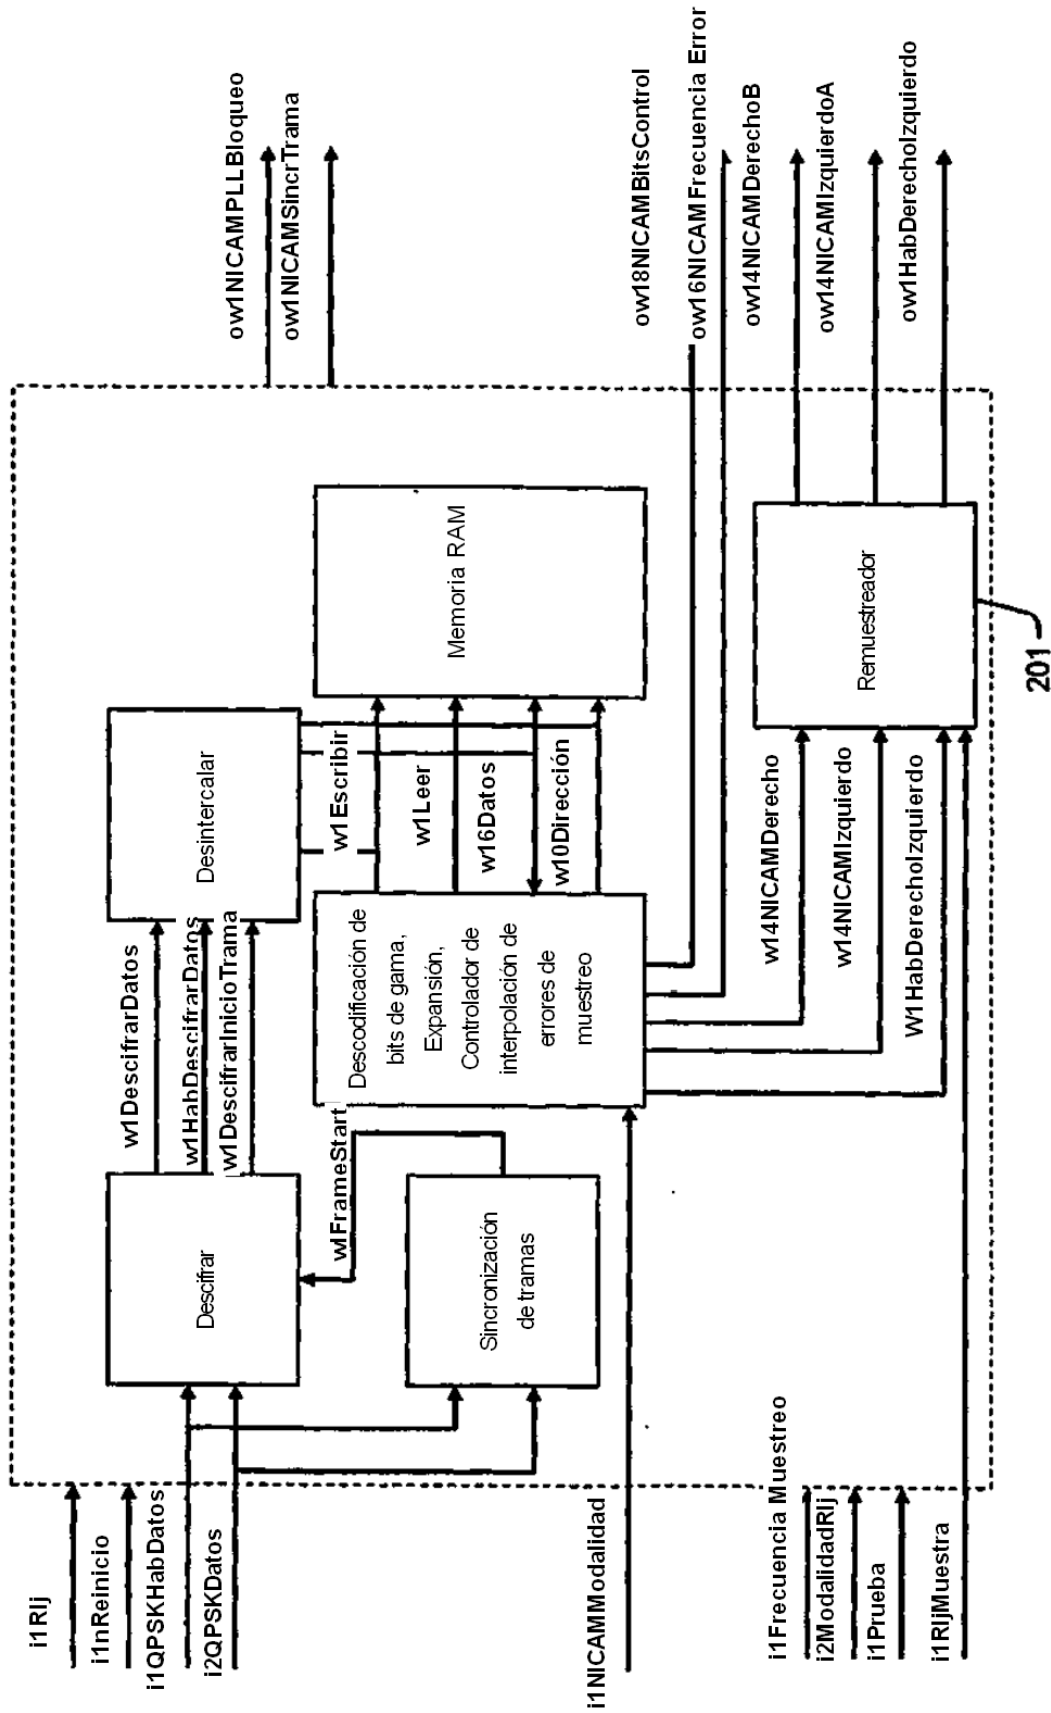 i1Rlj
i1nReinicio
i1QPSKHabDatos
i2QPSKDatos
i1NICAMModalidad
i1Frecuencia Muestreo
i2ModalidadRlj
i1Prueba
i1RljMuestra
Descifrar
Sincronización
de tramas
wlFrameStart
w1DescifrarDatos
w1HabDescifrarDatos
w1DescifrarInicioTrama
Desintercalar
Descodificación de
bits de gama,
Expansión,
Controlador de
interpolación de
errores de
muestreo
w1Escribir
w1Leer
w16Datos
w10Dirección
Memoria RAM
w14NICAMDerecho
w14NICAMIzquierdo
W1HabDerechoIzquierdo
Remuestreador
201
ow1NICAMPLLBloqueo
ow1NICAMSincrTrama
ow18NICAMBitsControl
ow16NICAMFrecuencia Error
ow14NICAMDerechoB
ow14NICAMIzquierdoA
ow1HabDerechoIzquierdo